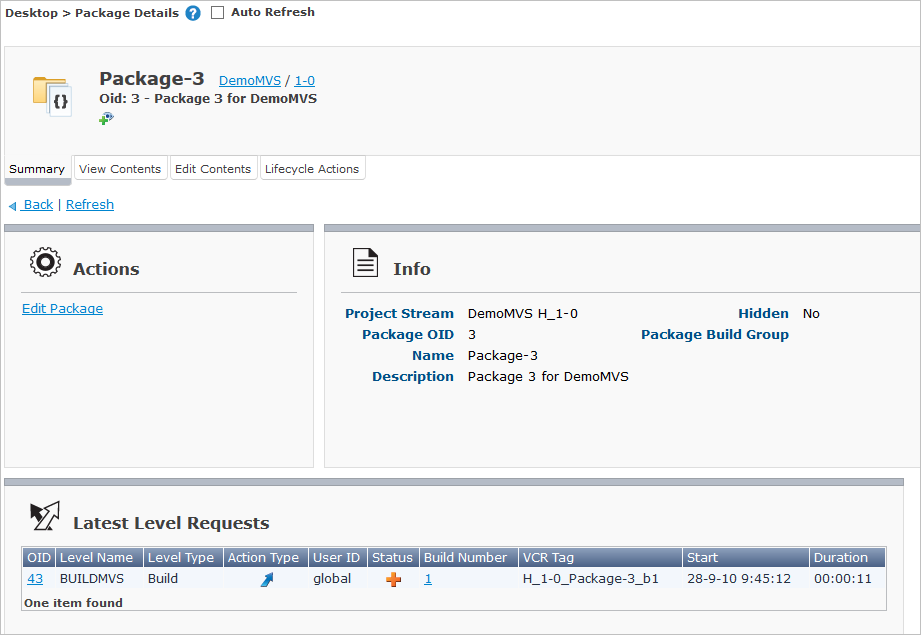 Desktop > Package Details ? Auto Refresh
Package-3 DemoMVS / 1-0
Oid: 3 - Package 3 for DemoMVS
Summary View Contents Edit Contents Lifecycle Actions
Back | Refresh
Actions
Edit Package
Info
Project Stream DemoMVS H_1-0 Hidden No
Package OID 3 Package Build Group
Name Package-3
Description Package 3 for DemoMVS
Latest Level Requests
OID Level Name Level Type Action Type User ID Status Build Number VCR Tag Start Duration
43 BUILDMVS Build global 1 H_1-0_Package-3_b1 28-9-10 9:45:12 00:00:11
One item found